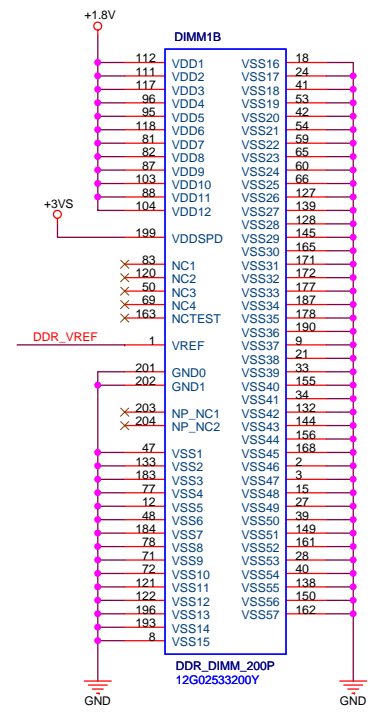 +1.8V
DIMM1B
112 VDD1 VSS16 18
111 VDD2 VSS17 24
117 VDD3 VSS18 41
96 VDD4 VSS19 53
95 VDD5 VSS20 42
118 VDD6 VSS21 54
81 VDD7 VSS22 59
82 VDD8 VSS23 65
87 VDD9 VSS24 60
103 VDD10 VSS25 66
88 VDD11 VSS26 127
104 VDD12 VSS27 139
+3VS
VSS28 128
199 VDDSPD VSS29 145
VSS30 165
83 NC1 VSS31 171
120 NC2 VSS32 172
50 NC3 VSS33 177
69 NC4 VSS34 187
163 NCTEST VSS35 178
VSS36 190
DDR_VREF 1 VREF VSS37 9
VSS38 21
201 GND0 VSS39 33
202 GND1 VSS40 155
VSS41 34
203 NP_NC1 VSS42 132
204 NP_NC2 VSS43 144
VSS44 156
47 VSS1 VSS45 168
133 VSS2 VSS46 2
183 VSS3 VSS47 3
77 VSS4 VSS48 15
12 VSS5 VSS49 27
48 VSS6 VSS50 39
184 VSS7 VSS51 149
78 VSS8 VSS52 161
71 VSS9 VSS53 28
72 VSS10 VSS54 40
121 VSS11 VSS55 138
122 VSS12 VSS56 150
196 VSS13 VSS57 162
193 VSS14
8 VSS15
DDR_DIMM_200P
12G02533200Y
GND
GND